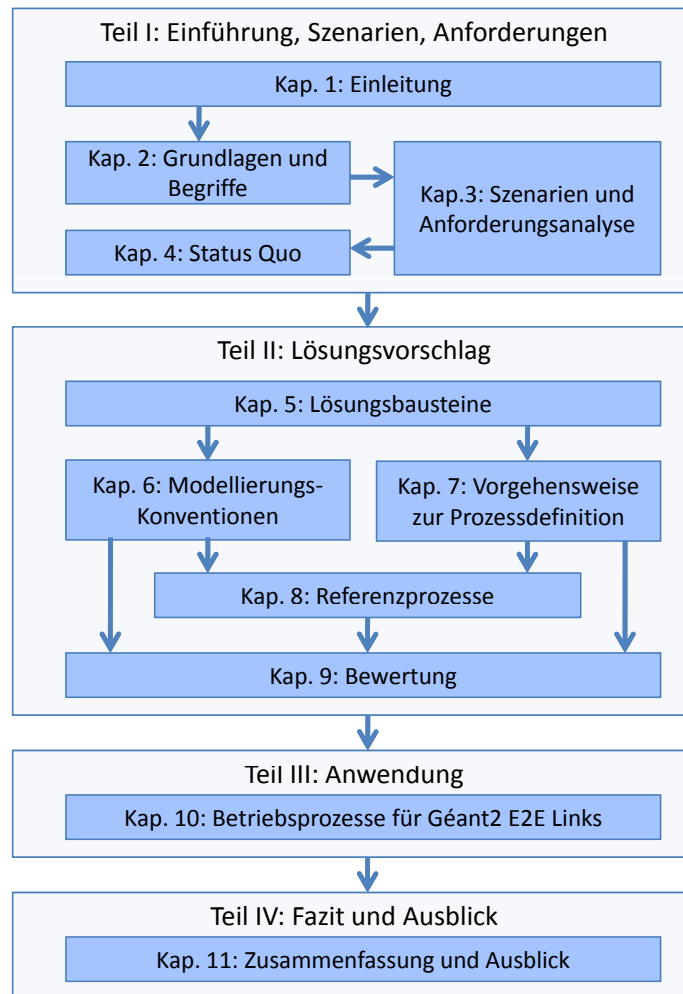 Teil I: Einführung, Szenarien, Anforderungen
Kap. 1: Einleitung
Kap. 2: Grundlagen und
Begriffe
Kap.3: Szenarien und
Anforderungsanalyse
Kap. 4: Status Quo
Teil II: Lösungsvorschlag
Kap. 5: Lösungsbausteine
Kap. 6: Modellierungs-
Konventionen
Kap. 7: Vorgehensweise
zur Prozessdefinition
Kap. 8: Referenzprozesse
Kap. 9: Bewertung
Teil III: Anwendung
Kap. 10: Betriebsprozesse für Géant2 E2E Links
Teil IV: Fazit und Ausblick
Kap. 11: Zusammenfassung und Ausblick